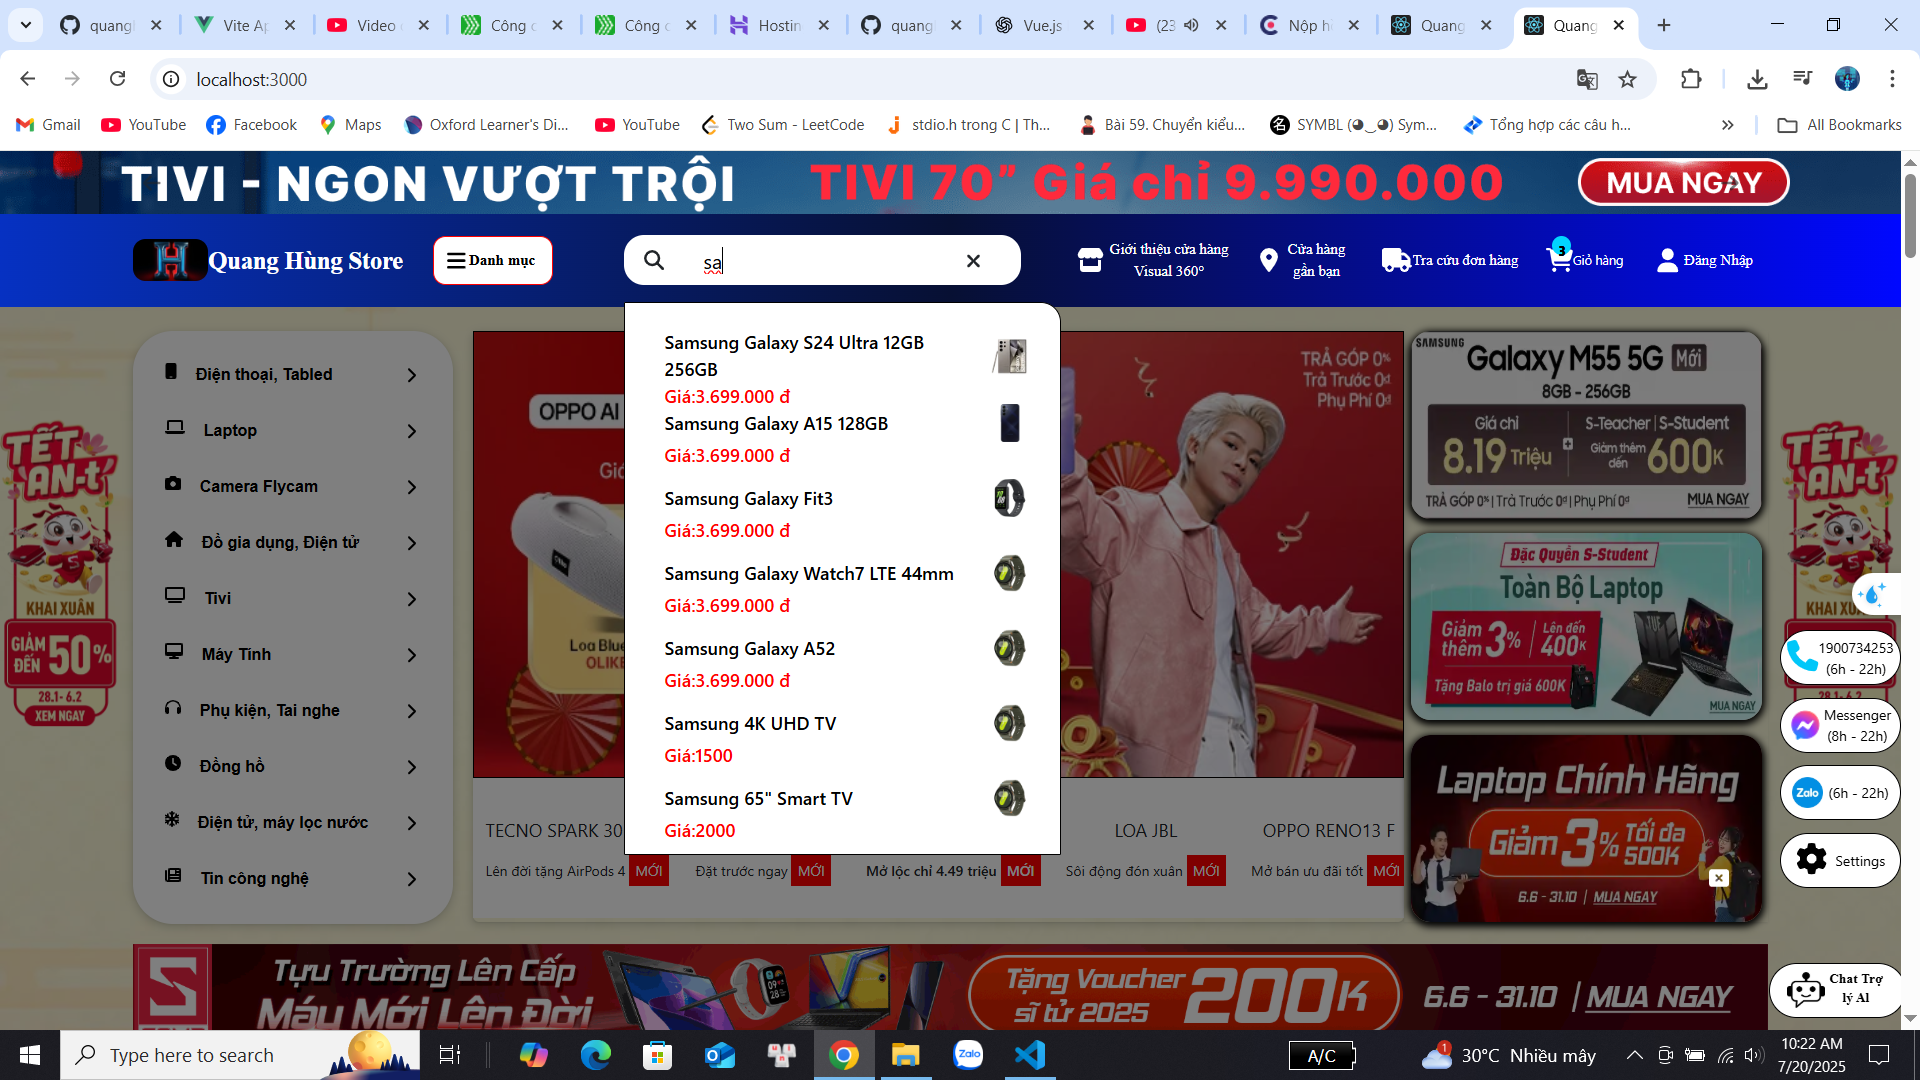 quang
Vite Ap
Video
Công c
Công c
Hostin
quang
Vue.js
(23
Nộp h
Quang
Quang
localhost:3000
Gmail
YouTube
Facebook
Maps
Oxford Learner's Di...
YouTube
Two Sum - LeetCode
stdio.h trong C | Th...
Bài 59. Chuyển kiểu...
SYMBL (◕‿◕) Sym...
Tổng hợp các câu h...
All Bookmarks
TIVI - NGON VƯỢT TRỘI
TIVI 70” Giá chỉ 9.990.000
MUA NGAY
Quang Hùng Store
Danh mục
sa
Giới thiệu cửa hàng
Visual 360°
Cửa hàng
gần bạn
Tra cứu đơn hàng
3
Giỏ hàng
Đăng Nhập
Điện thoại, Tabled
Laptop
Camera Flycam
Đồ gia dụng, Điện tử
Tivi
Máy Tính
Phụ kiện, Tai nghe
Đồng hồ
Điện tử, máy lọc nước
Tin công nghệ
Samsung Galaxy S24 Ultra 12GB
256GB
Giá:3.699.000 đ
Samsung Galaxy A15 128GB
Giá:3.699.000 đ
Samsung Galaxy Fit3
Giá:3.699.000 đ
Samsung Galaxy Watch7 LTE 44mm
Giá:3.699.000 đ
Samsung Galaxy A52
Giá:3.699.000 đ
Samsung 4K UHD TV
Giá:1500
Samsung 65" Smart TV
Giá:2000
OPPO AI
Giá
Loa Blue
OLIKE
TRẢ GÓP 0%
Trả Trước 0đ
Phụ Phí 0đ
TECNO SPARK 30
LOA JBL
OPPO RENO13 F
Lên đời tặng AirPods 4
MỚI
Đặt trước ngay
MỚI
Mở lọc chỉ 4.49 triệu
MỚI
Sôi động đón xuân
MỚI
Mở bán ưu đãi tốt
MỚI
SAMSUNG
Galaxy M55 5G Mới
8GB - 256GB
Giá chỉ
8.19 Triệu
S-Teacher | S-Student
Giảm thêm
đến
600K
TRẢ GÓP 0% | Trả Trước 0đ | Phụ Phí 0đ
MUA NGAY
Đặc Quyền S-Student
Toàn Bộ Laptop
Giảm
thêm 3%
Lên đến
400K
Tặng Balo trị giá 600K
TUF
MUA NGAY
Laptop Chính Hãng
Giảm 3% Tối đa
500K
6.6 - 31.10 | MUA NGAY
TẾT
AN-t'
KHAI XUÂN
GIẢM
ĐẾN 50%
28.1- 6.2
XEM NGAY
TẾT
AN-t'
KHAI XU
28.1- 6.2
1900734253
(6h - 22h)
Messenger
(8h - 22h)
Zalo
(6h - 22h)
Settings
Chat Trợ
lý AI
Tựu Trường Lên Cấp
Máy Mới Lên Đời
Tặng Voucher
sĩ tử 2025
200K
6.6 - 31.10 | MUA NGAY
Type here to search
Zalo
A/C
1
30°C Nhiều mây
10:22 AM
7/20/2025